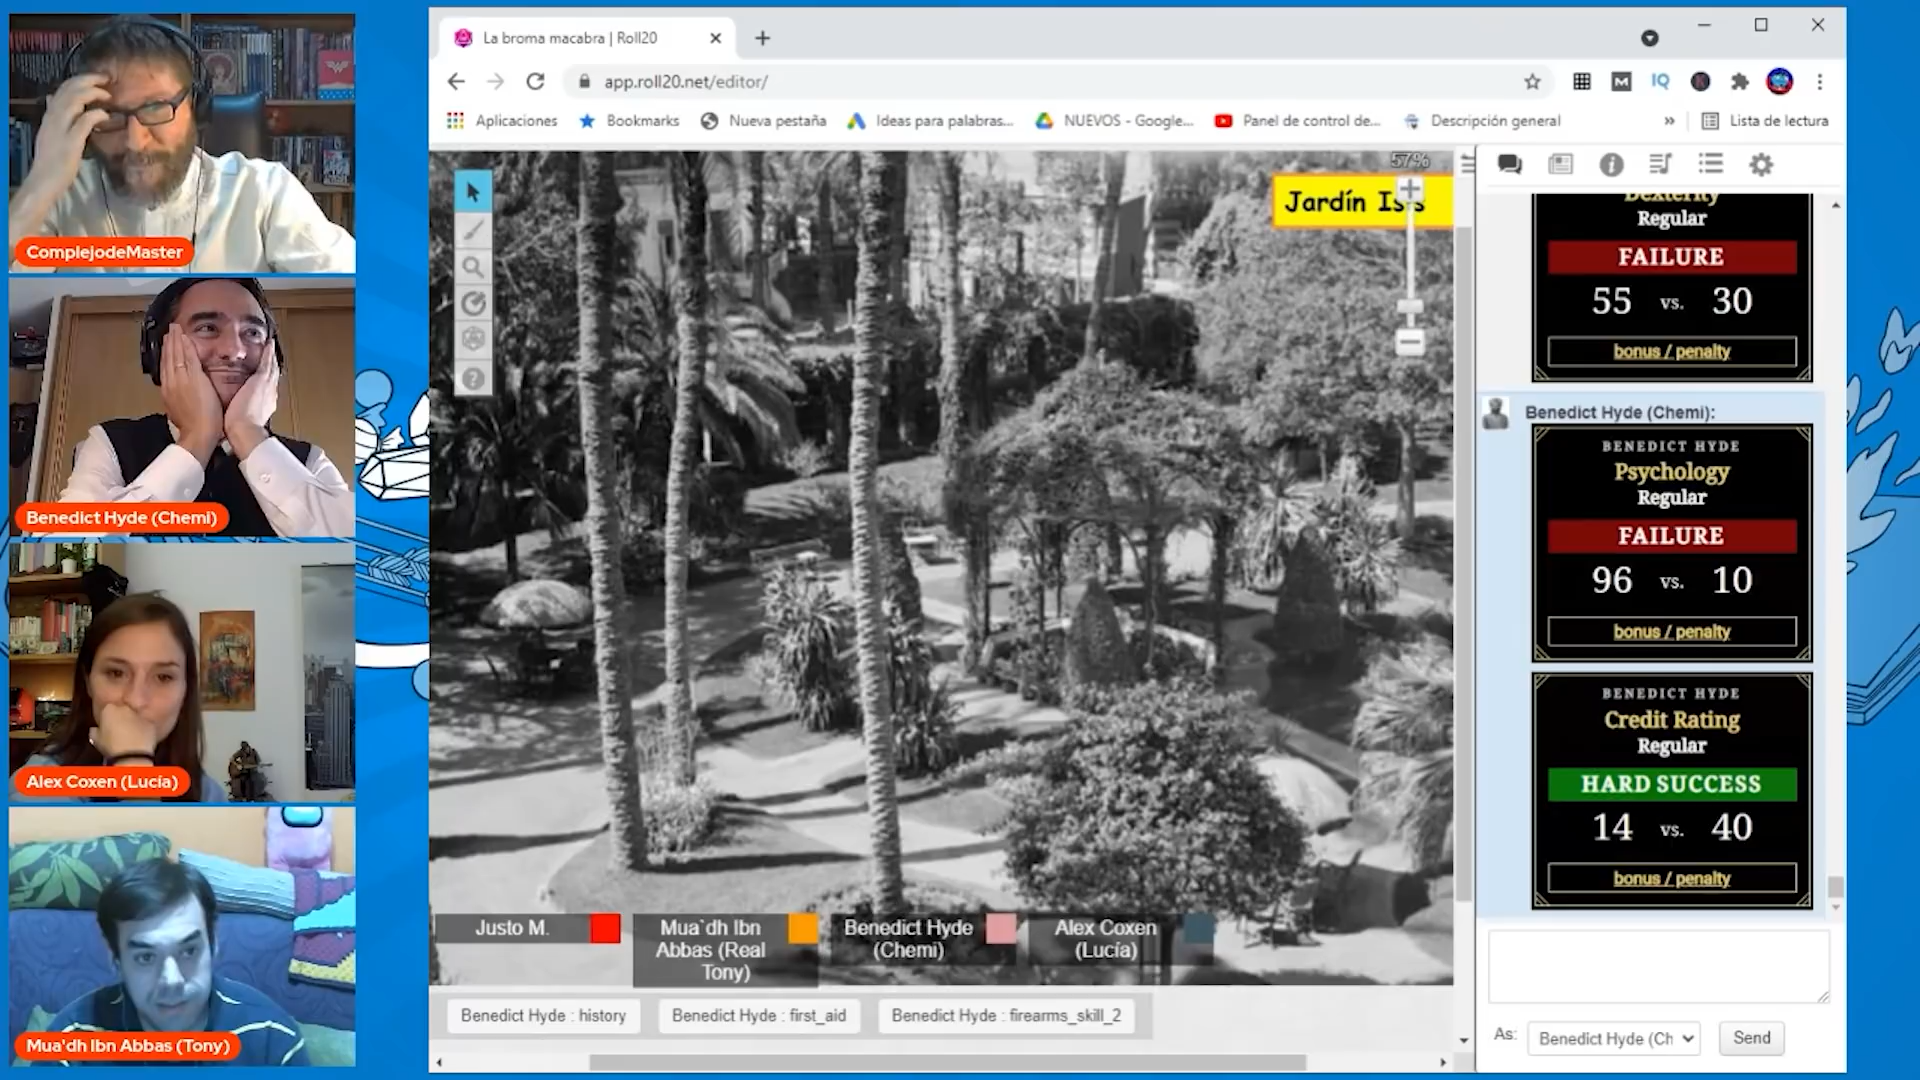 ComplejodeMaster
Benedict Hyde (Chemi)
Alex Coxen (Lucía)
Mua'dh Ibn Abbas (Tony)
La broma macabra | Roll20
app.roll20.net/editor/
Aplicaciones
Bookmarks
Nueva pestaña
Ideas para palabras...
NUEVOS - Google...
Panel de control de...
Descripción general
»
Lista de lectura
57%
Jardín Isis
Justo M.
Mua`dh Ibn
Abbas (Real
Tony)
Benedict Hyde
(Chemi)
Alex Coxen
(Lucía)
Benedict Hyde : history
Benedict Hyde : first_aid
Benedict Hyde : firearms_skill_2
Dexterity
Regular
FAILURE
55 vs. 30
bonus / penalty
Benedict Hyde (Chemi):
BENEDICT HYDE
Psychology
Regular
FAILURE
96 vs. 10
bonus / penalty
BENEDICT HYDE
Credit Rating
Regular
HARD SUCCESS
14 vs. 40
bonus / penalty
As:
Benedict Hyde (Ch
Send